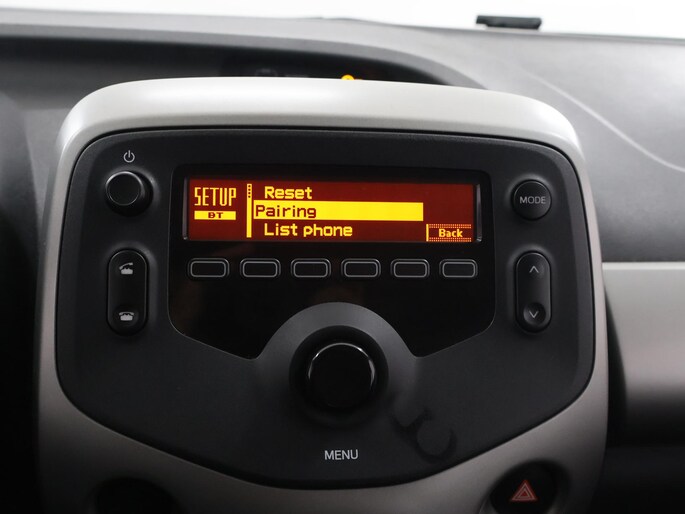 SETUP
BT
Reset
Pairing
List phone
Back
MODE
MENU